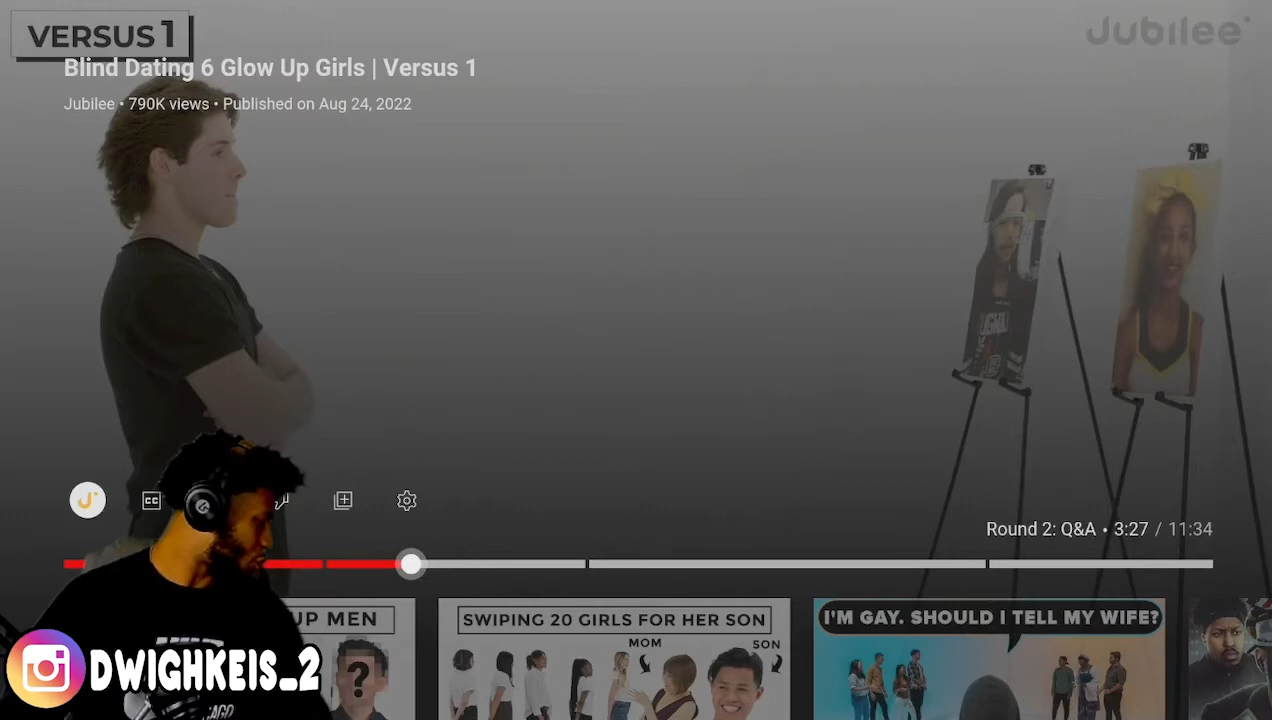 VERSUS 1
Jubilee
Blind Dating 6 Glow Up Girls | Versus 1
Jubilee • 790K views • Published on Aug 24, 2022
CC
Round 2: Q&A • 3:27 / 11:34
UP MEN
SWIPING 20 GIRLS FOR HER SON
MOM
SON
I'M GAY. SHOULD I TELL MY WIFE?
?
DWIGHKEIS_2